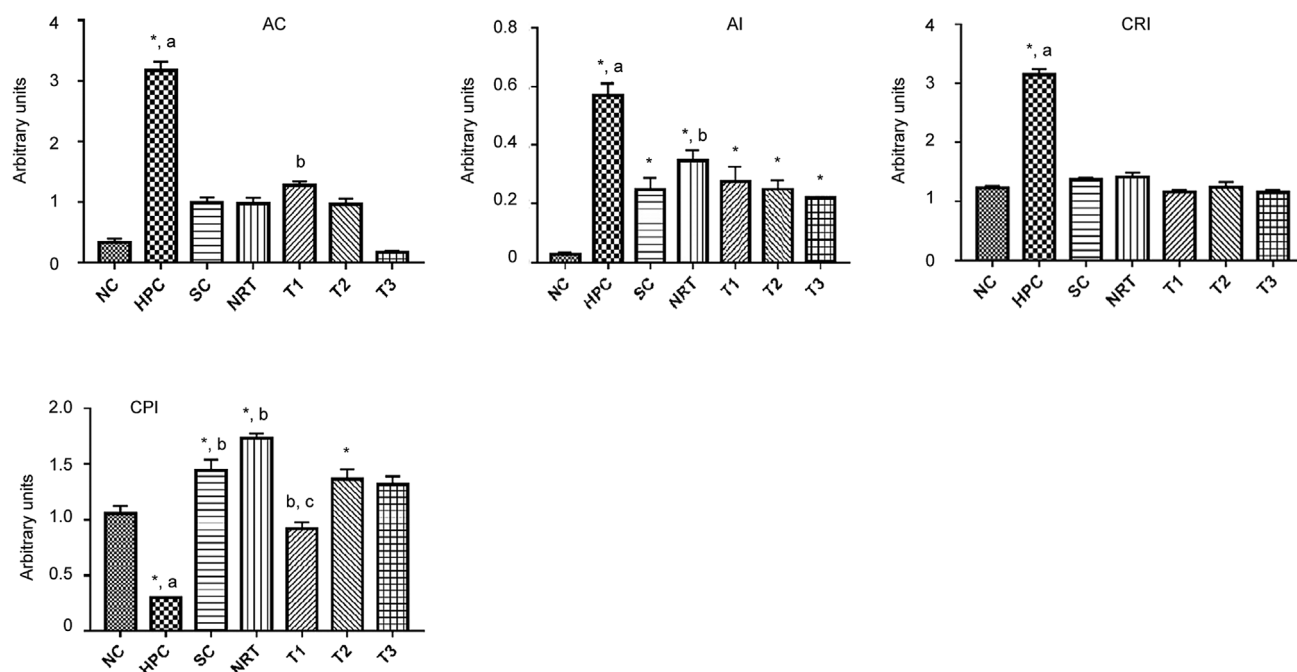 AC
Arbitrary units
4
3
2
1
0
*, a
b
NC
HPC
SC
NRT
T1
T2
T3
AI
Arbitrary units
0.8
0.6
0.4
0.2
0
*, a
*
*, b
*
*
*
NC
HPC
SC
NRT
T1
T2
T3
CRI
Arbitrary units
4
3
2
1
0
*, a
NC
HPC
SC
NRT
T1
T2
T3
CPI
Arbitrary units
2.0
1.5
1.0
0.5
0
*, a
*, b
*, b
b, c
*
NC
HPC
SC
NRT
T1
T2
T3